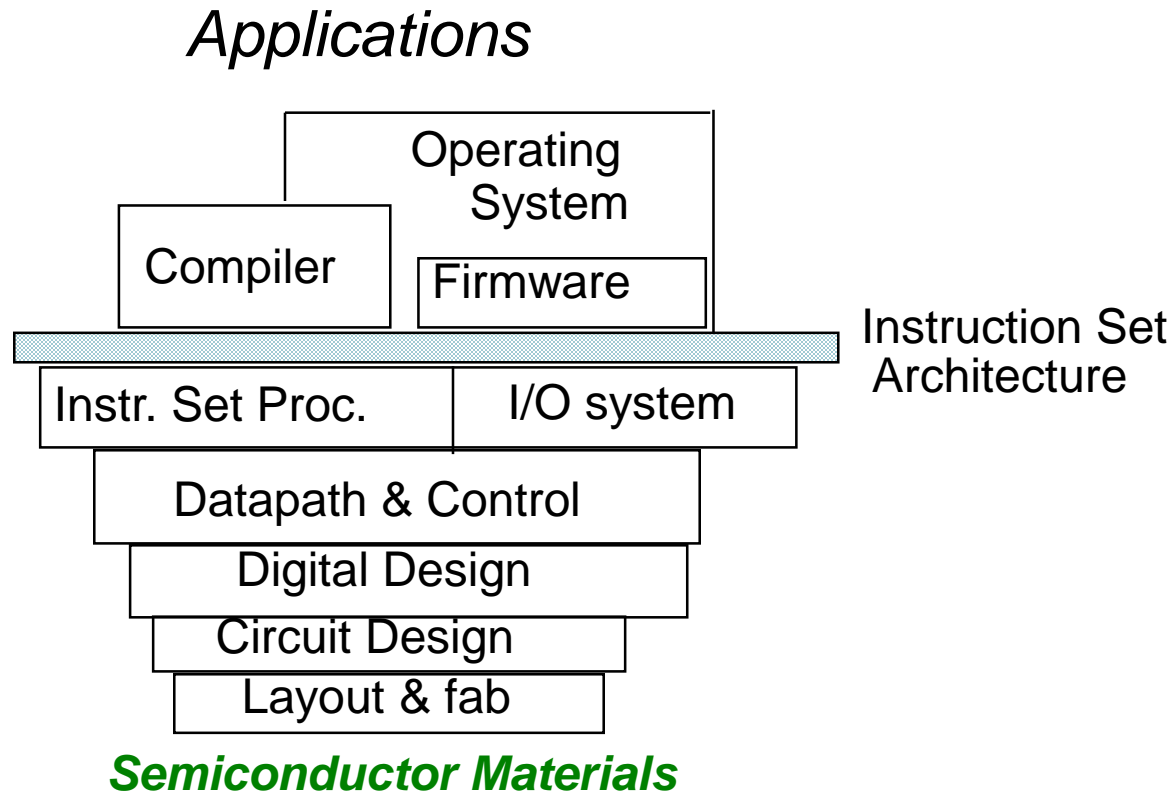 Applications
Operating
System
Compiler
Firmware
Instruction Set
Architecture
Instr. Set Proc.
I/O system
Datapath & Control
Digital Design
Circuit Design
Layout & fab
Semiconductor Materials